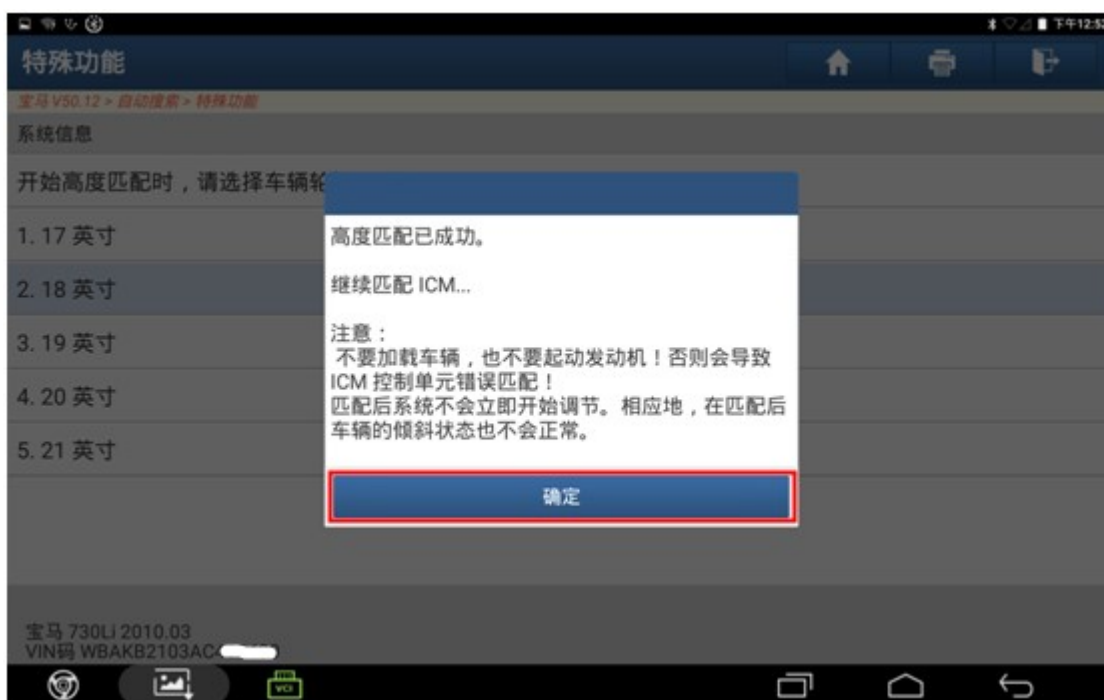 下午12:5
特殊功能
宝马 V50.12 > 自动搜索 > 特殊功能
系统信息
开始高度匹配时，请选择车辆轮
1. 17 英寸
2. 18 英寸
3. 19 英寸
4. 20 英寸
5. 21 英寸
高度匹配已成功。
继续匹配 ICM...
注意：
不要加载车辆，也不要起动发动机！否则会导致
ICM 控制单元错误匹配！
匹配后系统不会立即开始调节。相应地，在匹配后
车辆的倾斜状态也不会正常。
确定
宝马 730Li 2010.03
VIN码 WBAKB2103AC
VCI